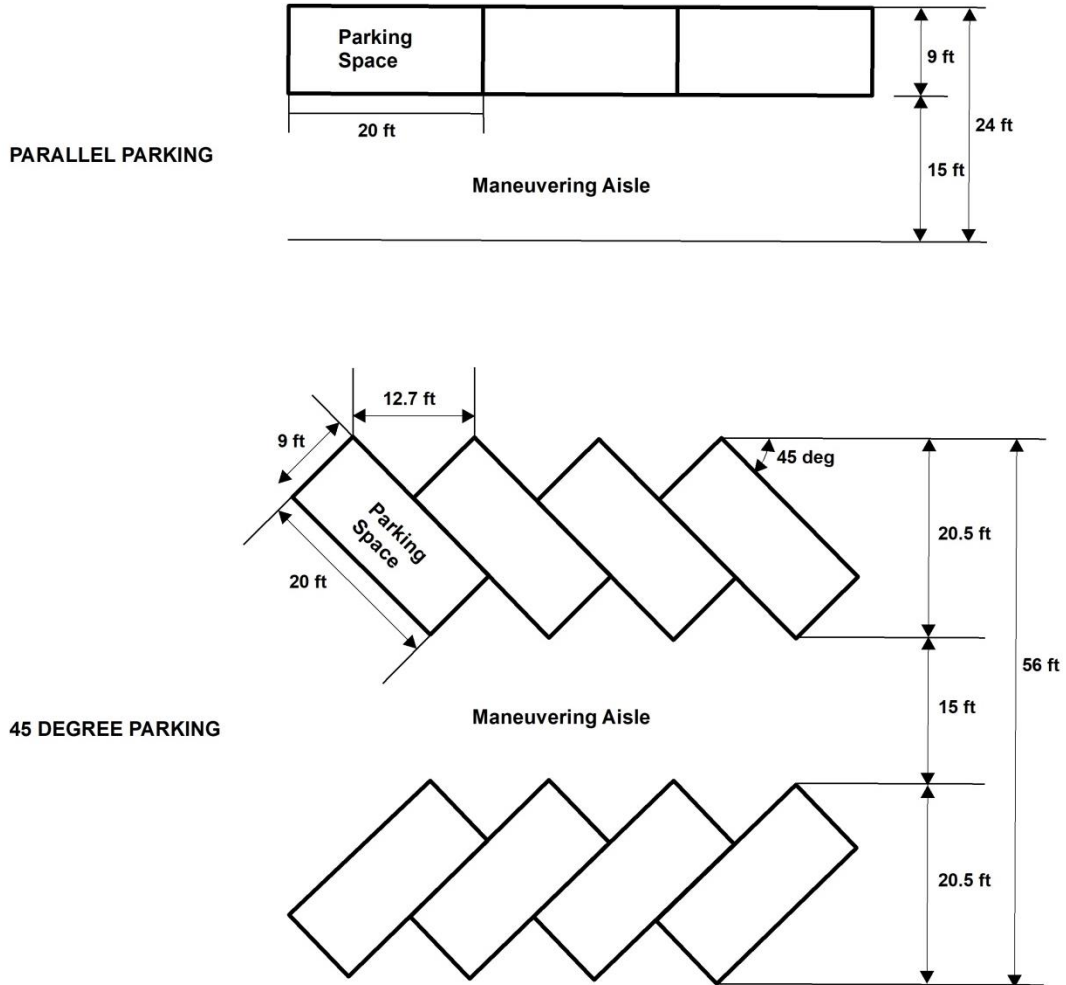 Parking
Space
9 ft
24 ft
20 ft
15 ft
PARALLEL PARKING
Maneuvering Aisle
12.7 ft
9 ft
45 deg
Parking
Space
20.5 ft
20 ft
56 ft
Maneuvering Aisle
15 ft
45 DEGREE PARKING
20.5 ft